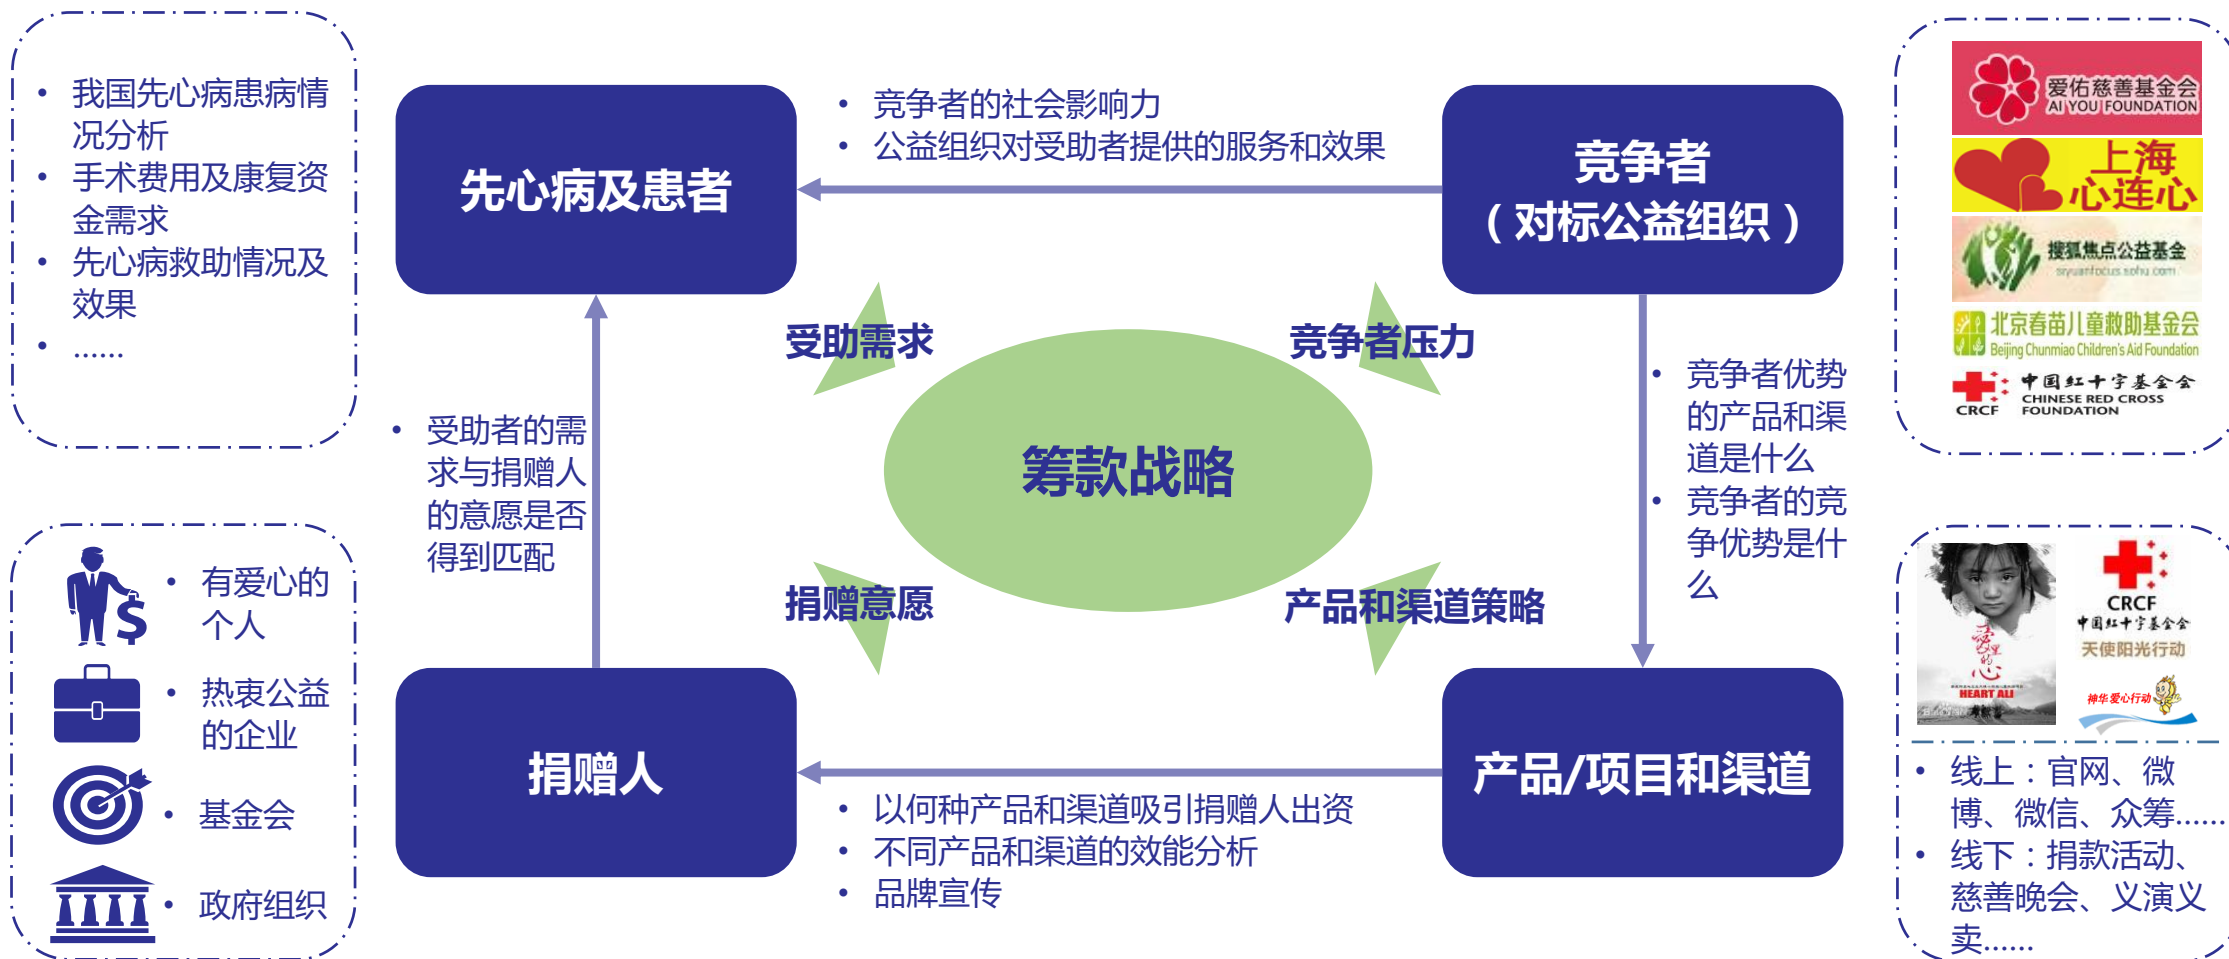 我国先心病患病情
况分析
手术费用及康复资
金需求
先心病救助情况及
效果
......
先心病及患者
竞争者的社会影响力
公益组织对受助者提供的服务和效果
竞争者
（对标公益组织）
爱佑慈善基金会
AI YOU FOUNDATION
上海
心连心
搜狐焦点公益基金
北京春苗儿童救助基金会
Beijing Chunmiao Children's Aid Foundation
中国红十字基金会
CHINESE RED CROSS
FOUNDATION
CRCF
受助需求
竞争者压力
筹款战略
捐赠意愿
产品和渠道策略
受助者的需
求与捐赠人
的意愿是否
得到匹配
竞争者优势
的产品和渠
道是什么
竞争者的竞
争优势是什
么
有爱心的
个人
热衷公益
的企业
基金会
政府组织
捐赠人
以何种产品和渠道吸引捐赠人出资
不同产品和渠道的效能分析
品牌宣传
产品/项目和渠道
HEART ALI
CRCF
中国红十字基金会
天使阳光行动
神华爱心行动
线上：官网、微
博、微信、众筹......
线下：捐款活动、
慈善晚会、义演义
卖......